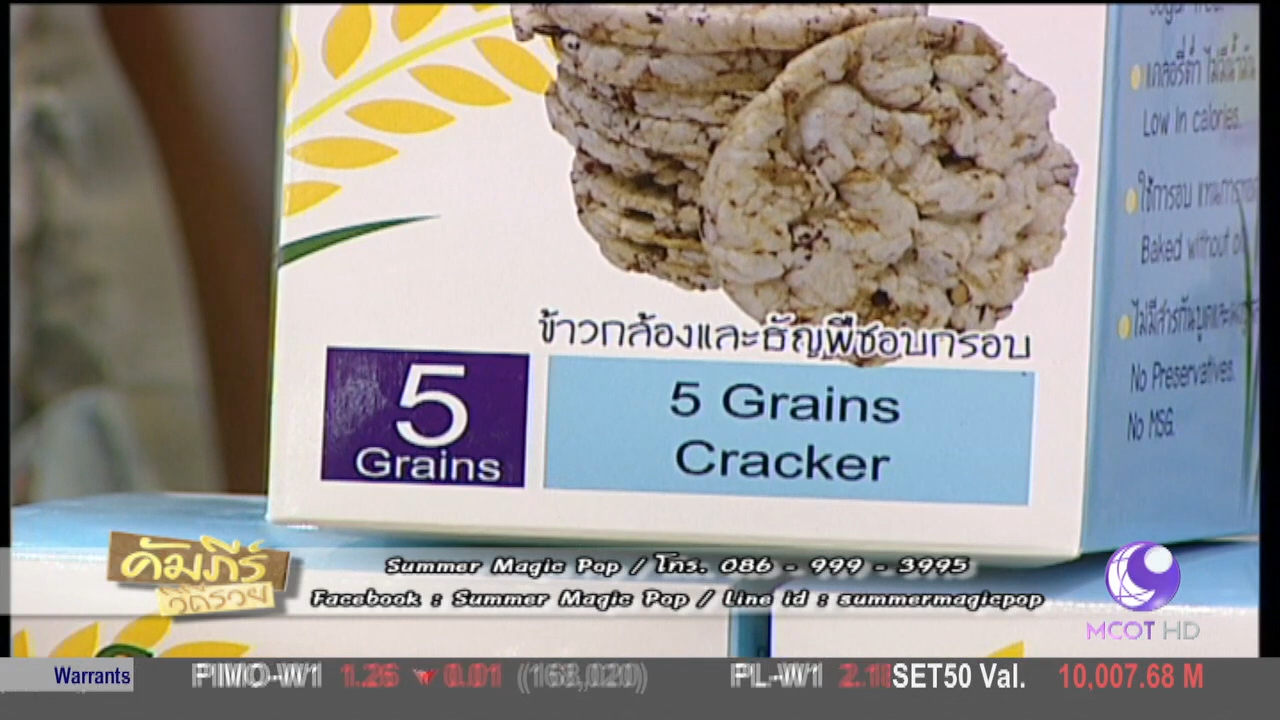 ข้าวกล้องและธัญพืชอบกรอบ
5
Grains
5 Grains
Cracker
Low in calories.
Baked without
No Preservatives.
No MSG.
คัมภีร์
วิถีรวย
Summer Magic Pop / โทร. 086 - 999 - 3995
Facebook : Summer Magic Pop / Line id : summermagicpop
MCOT HD
Warrants PIMO-W1 1.26 0.01 (168,020) PL-W1 SET50 Val. 10,007.68 M